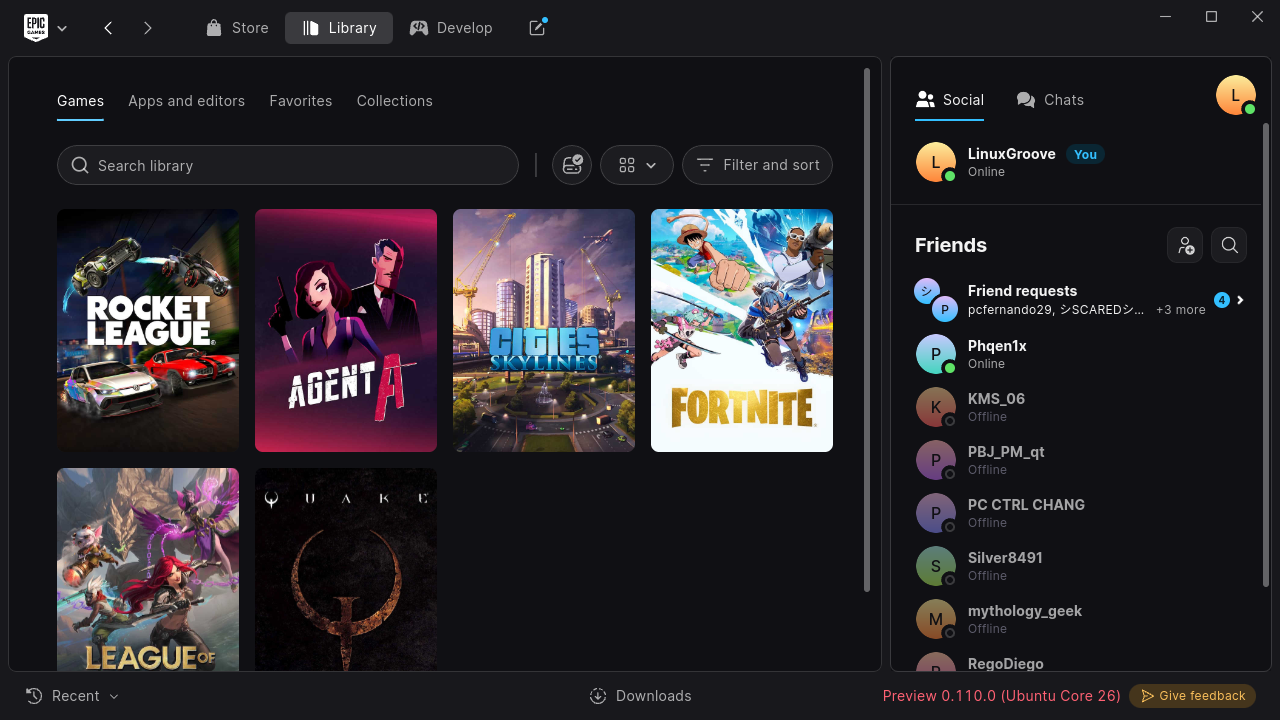 EPIC
GAMES
Store
Library
Develop
Games
Apps and editors
Favorites
Collections
Search library
Filter and sort
ROCKET
LEAGUE
AGENT A
CITIES
SKYLINES
FORTNITE
LEAGUE OF
QUAKE
Social
Chats
L
L
LinuxGroove
You
Online
Friends
シ
P
Friend requests
pcfernando29, シSCAREDシ...
+3 more
4
P
Phqen1x
Online
K
KMS_06
Offline
P
PBJ_PM_qt
Offline
P
PC CTRL CHANG
Offline
S
Silver8491
Offline
M
mythology_geek
Offline
RegoDiego
Recent
Downloads
Preview 0.110.0 (Ubuntu Core 26)
Give feedback